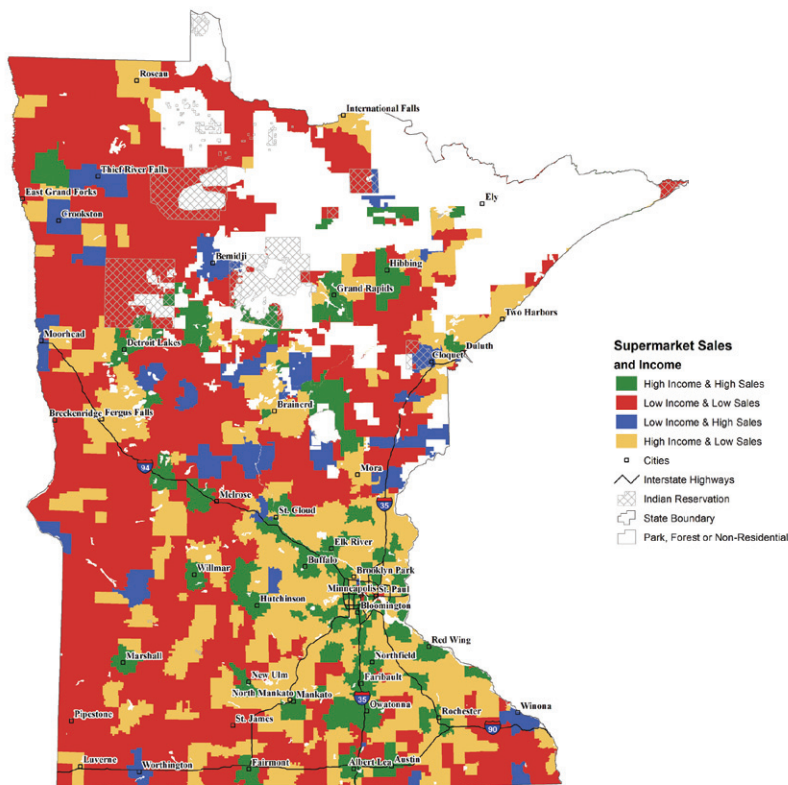 Roseau
International Falls
Thief River Falls
East Grand Forks
Crookston
Ely
Bemidji
Hibbing
Grand Rapids
Two Harbors
Moorhead
Detroit Lakes
Duluth
Cloquet
Breckenridge
Fergus Falls
Brainerd
94
Mora
Melrose
35
St. Cloud
Elk River
Buffalo
Willmar
Brooklyn Park
Minneapolis
St. Paul
Hutchinson
Bloomington
Red Wing
Marshall
Northfield
New Ulm
Faribault
North Mankato
Mankato
35
Owatonna
Winona
Pipestone
St. James
Rochester
90
Luverne
Worthington
Fairmont
Albert Lea
Austin
Supermarket Sales
and Income
High Income & High Sales
Low Income & Low Sales
Low Income & High Sales
High Income & Low Sales
Cities
Interstate Highways
Indian Reservation
State Boundary
Park, Forest or Non-Residential